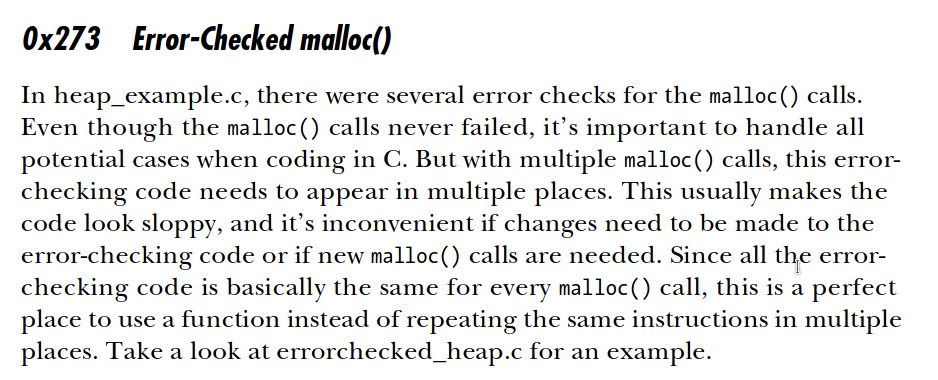 0x273 Error-Checked malloc()
In heap_example.c, there were several error checks for the malloc() calls.
Even though the malloc() calls never failed, it’s important to handle all
potential cases when coding in C. But with multiple malloc() calls, this error-
checking code needs to appear in multiple places. This usually makes the
code look sloppy, and it’s inconvenient if changes need to be made to the
error-checking code or if new malloc() calls are needed. Since all the error-
checking code is basically the same for every malloc() call, this is a perfect
place to use a function instead of repeating the same instructions in multiple
places. Take a look at errorchecked_heap.c for an example.